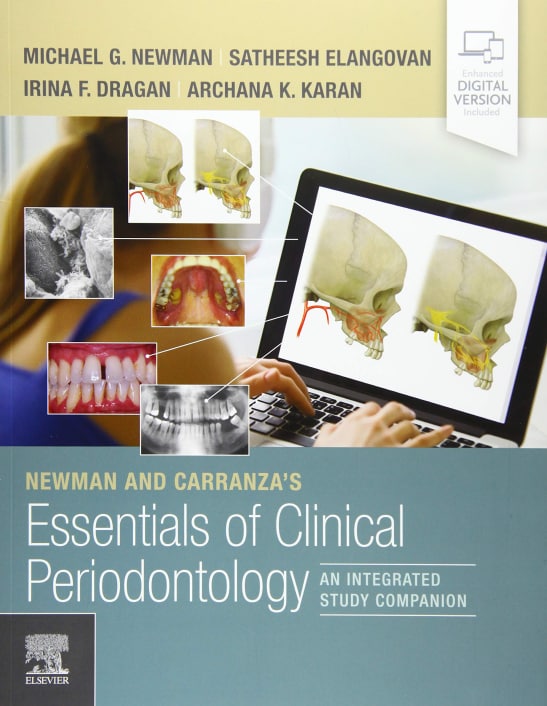 MICHAEL G. NEWMAN | SATHEESH ELANGOVAN
IRINA F. DRAGAN | ARCHANA K. KARAN
Enhanced
DIGITAL
VERSION
Included
NEWMAN AND CARRANZA'S
Essentials of Clinical
Periodontology
AN INTEGRATED
STUDY COMPANION
ELSEVIER